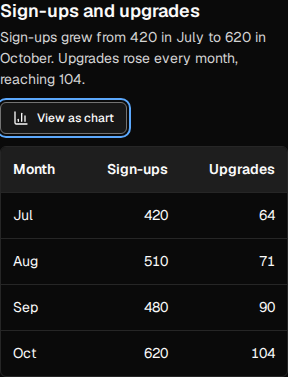 Sign-ups and upgrades
Sign-ups grew from 420 in July to 620 in
October. Upgrades rose every month,
reaching 104.
View as chart
Month Sign-ups Upgrades
Jul 420 64
Aug 510 71
Sep 480 90
Oct 620 104